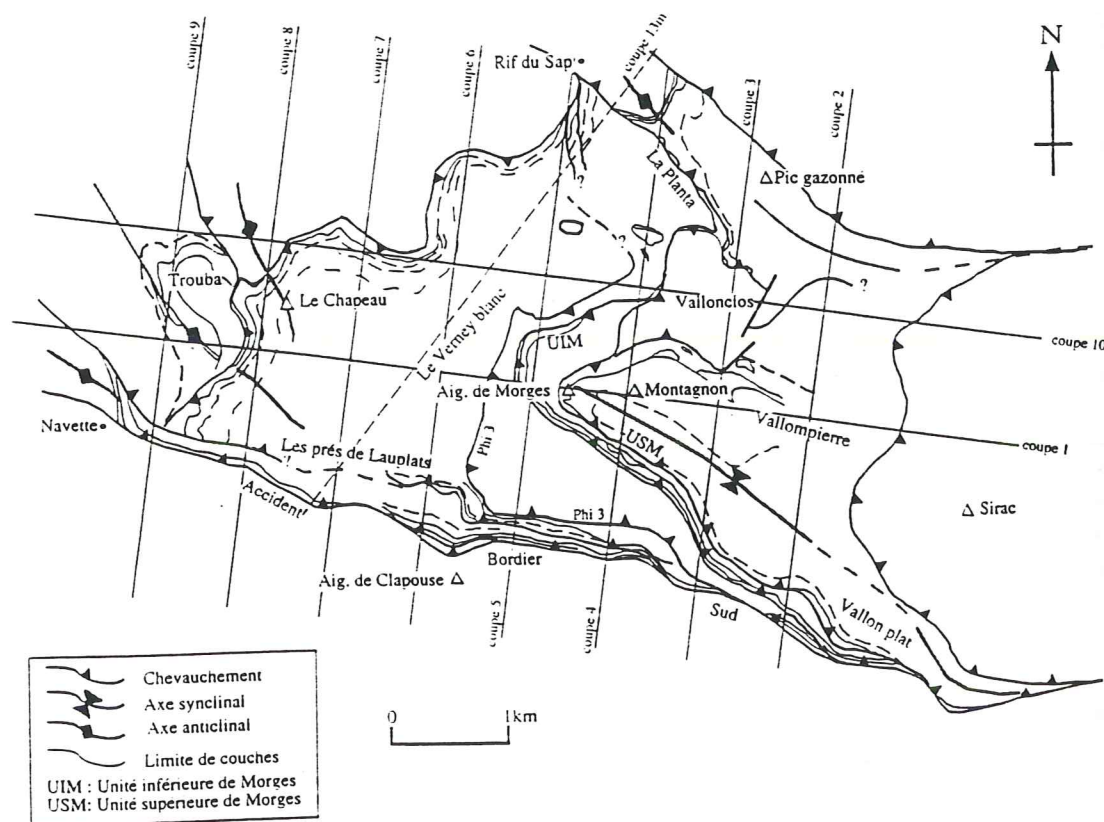 coupe 9
coupe 8
coupe 7
coupe 6
coupe 13m
coupe 3
coupe 2
N
Rif du Sap
La Planta
Pic gazonné
?
?
?
Trouba
Le Chapeau
Le Verney blanc
Vallonclos
UIM
coupe 10
Aig. de Morges
Montagnon
Navette
USM
Vallompierre
coupe 1
Les prés de Lauplats
Phi 3
Accident
Phi 3
Sirac
Bordier
Aig. de Clapouse
Sud
Vallon plat
coupe 5
coupe 4
Chevauchement
Axe synclinal
Axe anticlinal
Limite de couches
UIM : Unité inférieure de Morges
USM: Unité supérieure de Morges
0
1km